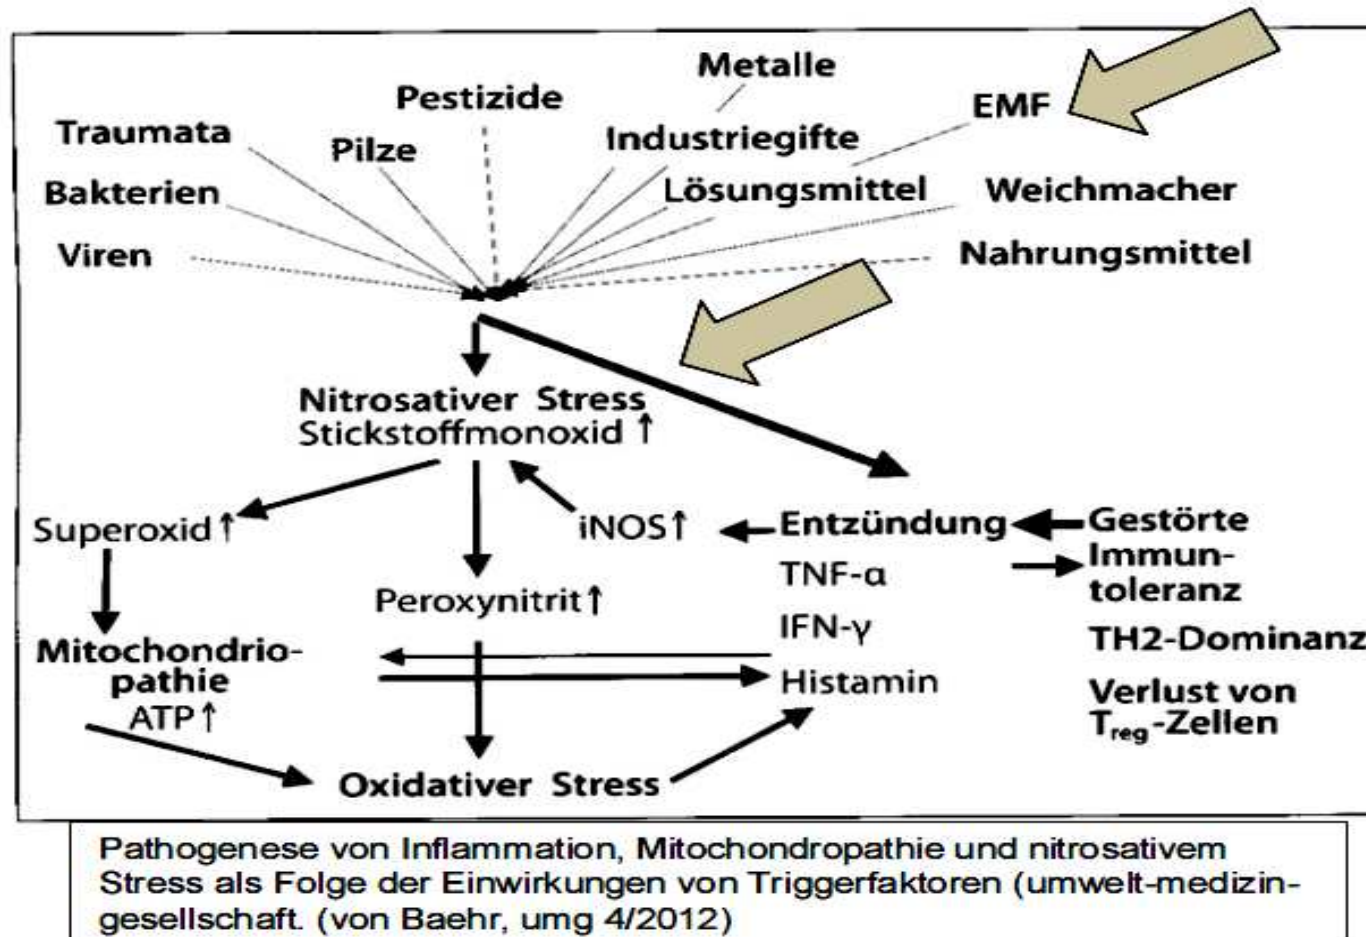 Metalle
Pestizide
EMF
Traumata
Industriegifte
Pilze
Bakterien
Lösungsmittel
Weichmacher
Viren
Nahrungsmittel
Nitrosativer Stress
Stickstoffmonoxid ↑
Superoxid ↑
iNOS ↑
Entzündung
Gestörte
Immun-
toleranz
TNF-α
Peroxynitrit ↑
IFN-γ
TH2-Dominanz
Mitochondrio-
pathie
ATP ↑
Histamin
Verlust von
Treg-Zellen
Oxidativer Stress
Pathogenese von Inflammation, Mitochondropathie und nitrosativem
Stress als Folge der Einwirkungen von Triggerfaktoren (umwelt-medizin-
gesellschaft. (von Baehr, umg 4/2012)